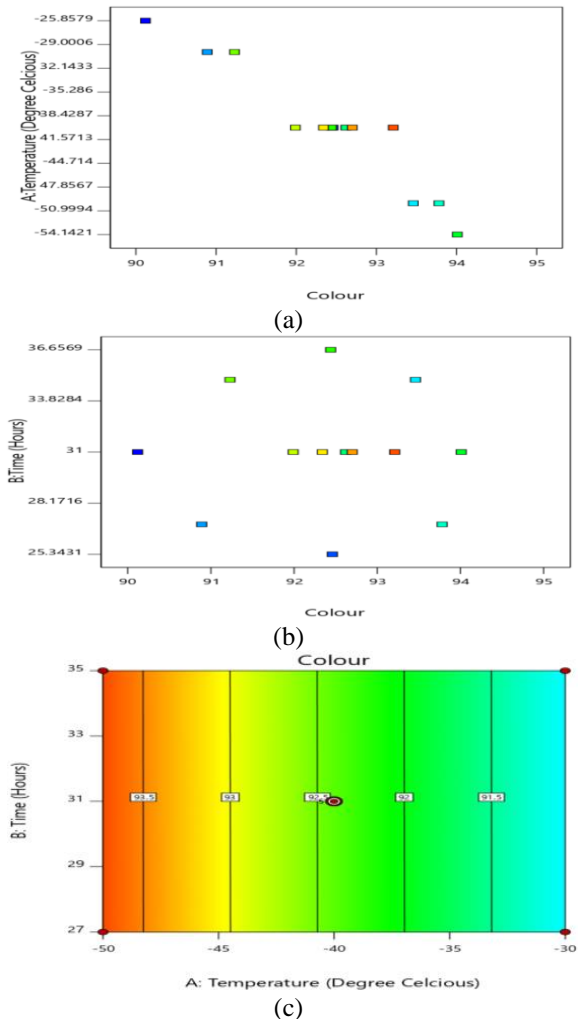 A:Temperature (Degree Celcious)
-25.8579
-29.0006
32.1433
-35.286
38.4287
41.5713
-44.714
47.8567
-50.9994
-54.1421
90 91 92 93 94 95
Colour
(a)
B:Time (Hours)
36.6569
33.8284
31
28.1716
25.3431
90 91 92 93 94 95
Colour
(b)
Colour
B: Time (Hours)
35
33
31
29
27
93.5 93 92.5 92 91.5
-50 -45 -40 -35 -30
A: Temperature (Degree Celcious)
(c)